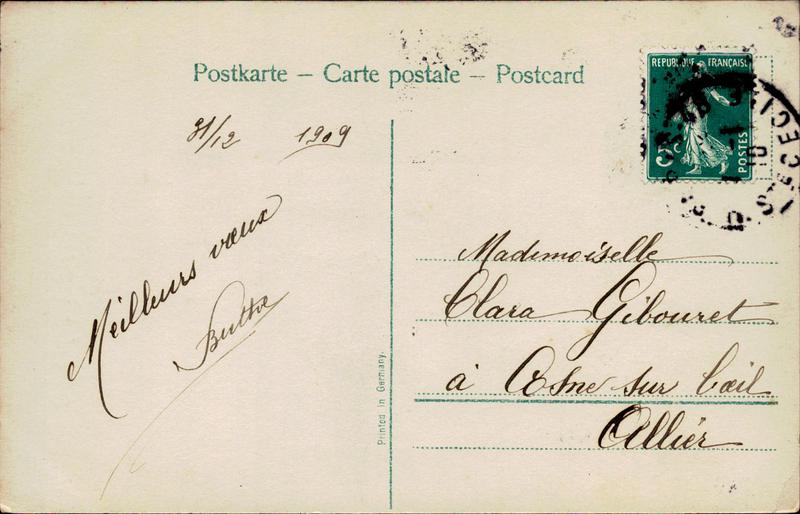 Postkarte – Carte postale – Postcard
31/12 1909
Meilleurs vœux
REPUBLIQUE FRANÇAISE
5c
POSTES
Mademoiselle
Clara Gibouret
à Cosne sur l'œil
Allier
Printed in Germany.